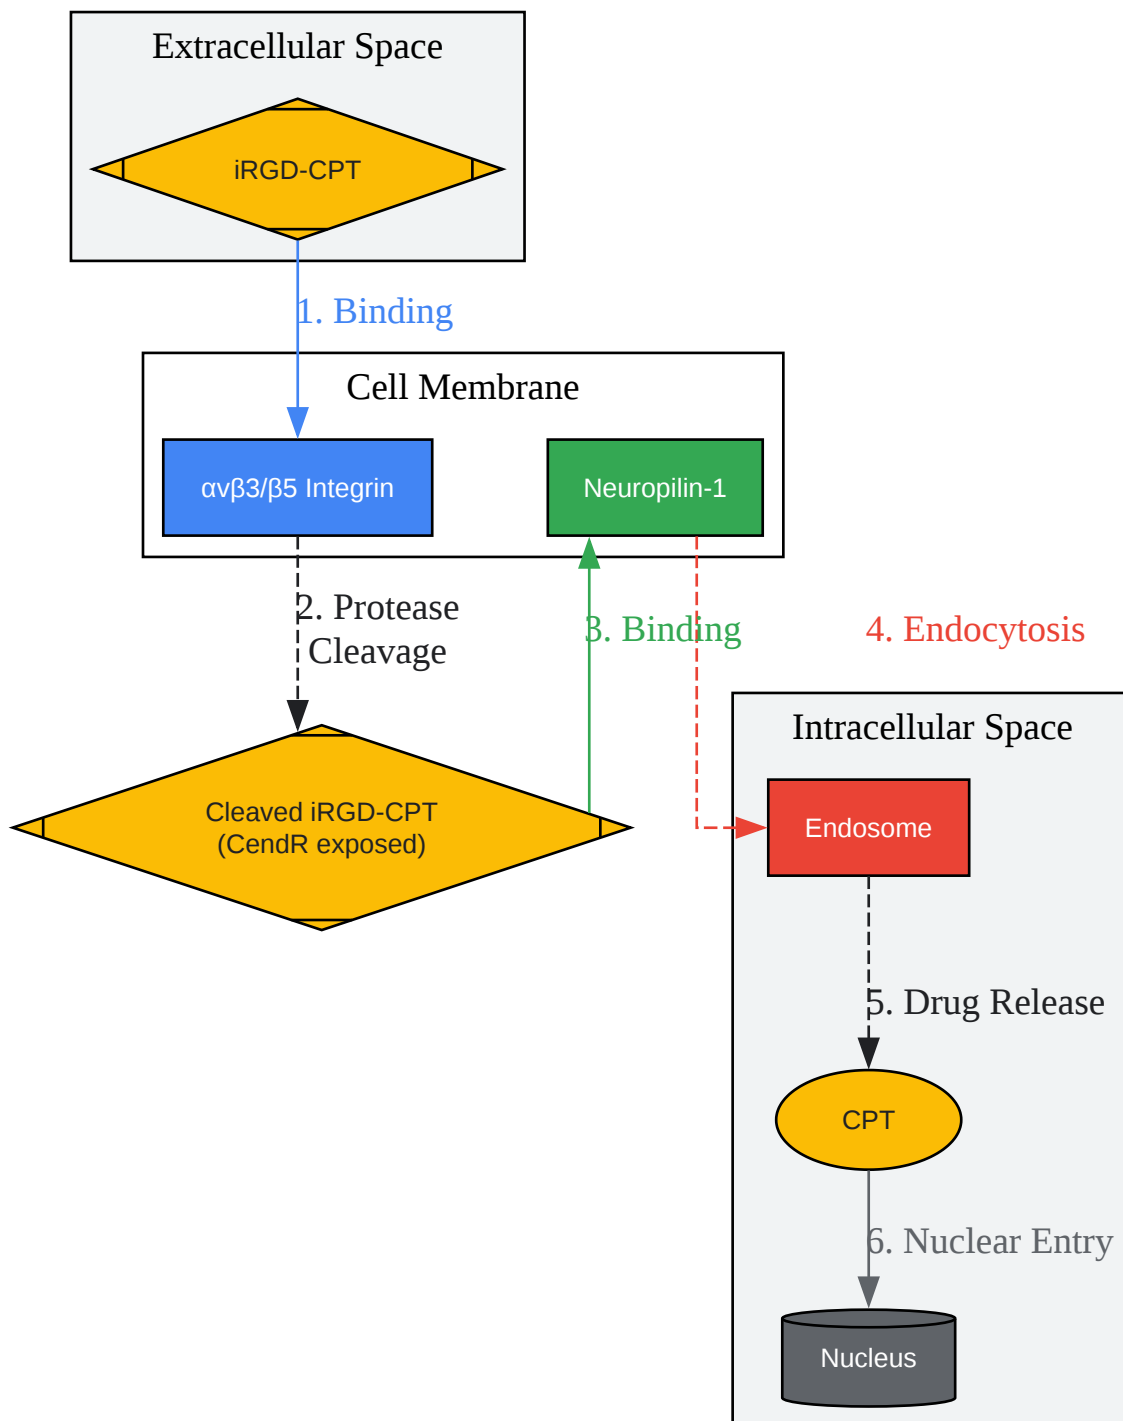 Extracellular Space
iRGD-CPT
1. Binding
Cell Membrane
αvβ3/β5 Integrin
Neuropilin-1
2. Protease
Cleavage
3. Binding
4. Endocytosis
Intracellular Space
Cleaved iRGD-CPT
(CendR exposed)
Endosome
5. Drug Release
CPT
6. Nuclear Entry
Nucleus